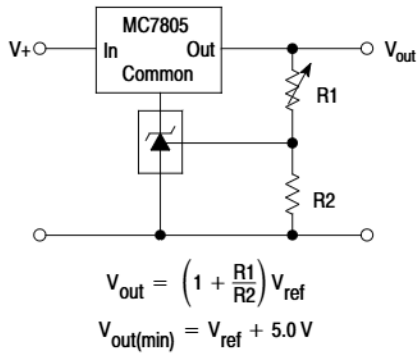 MC7805
V+ In Out Vout
Common
R1
R2
Vout = (1 + R1/R2) Vref
Vout(min) = Vref + 5.0 V